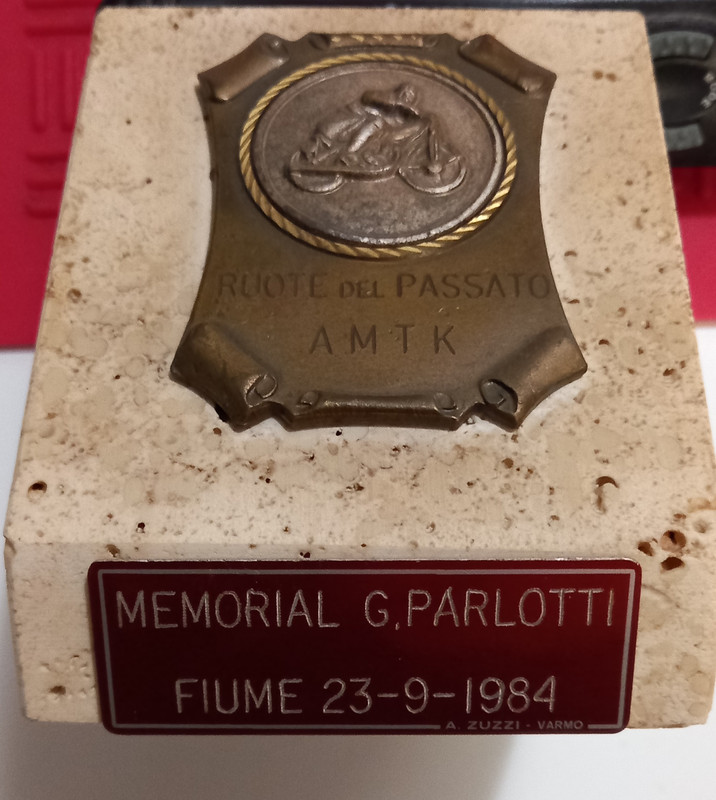 RUOTE DEL PASSATO
AMTK
MEMORIAL G.PARLOTTI
FIUME 23-9-1984
A. ZUZZI - VARMO